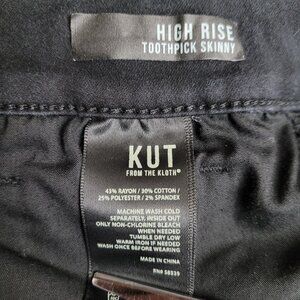 HIGH RISE
TOOTHPICK SKINNY
KUT
FROM THE KLOTH®
43% RAYON / 30% COTTON /
25% POLYESTER / 2% SPANDEX
MACHINE WASH COLD
SEPARATELY, INSIDE OUT
ONLY NON-CHLORINE BLEACH
WHEN NEEDED
TUMBLE DRY LOW
WARM IRON IF NEEDED
WASH ONCE BEFORE WEARING
MADE IN CHINA
RN# 58339